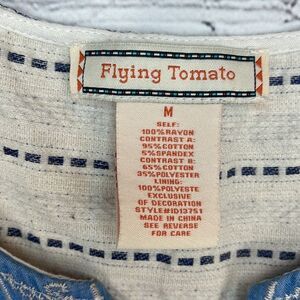 Flying Tomato
M
SELF:
100%RAYON
CONTRAST A:
95%COTTON
5%SPANDEX
CONTRAST B:
65%COTTON
35%POLYESTER
LINING:
100%POLYESTE
EXCLUSIVE
OF DECORATION
STYLE#ID13751
MADE IN CHINA
SEE REVERSE
FOR CARE